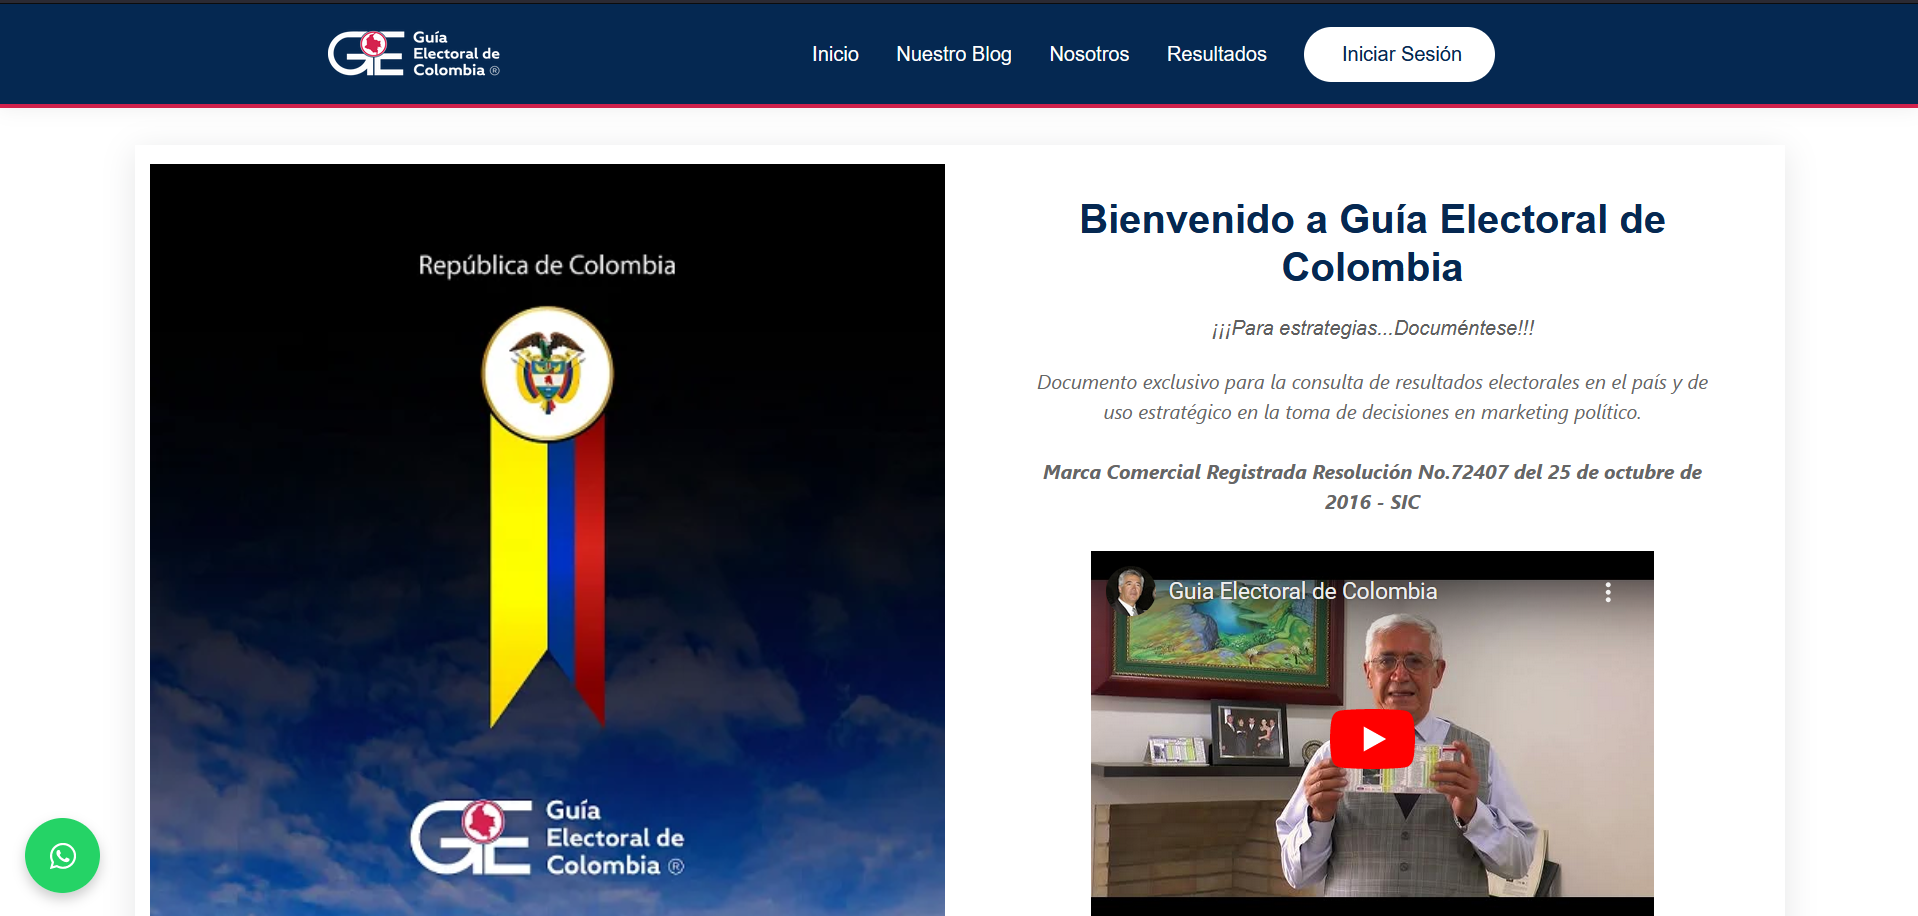 Guía
Electoral de
Colombia ®
Inicio
Nuestro Blog
Nosotros
Resultados
Iniciar Sesión
República de Colombia
Guía
Electoral de
Colombia ®
Bienvenido a Guía Electoral de
Colombia
¡¡¡Para estrategias...Documéntese!!!
Documento exclusivo para la consulta de resultados electorales en el país y de
uso estratégico en la toma de decisiones en marketing político.
Marca Comercial Registrada Resolución No.72407 del 25 de octubre de
2016 - SIC
Guia Electoral de Colombia